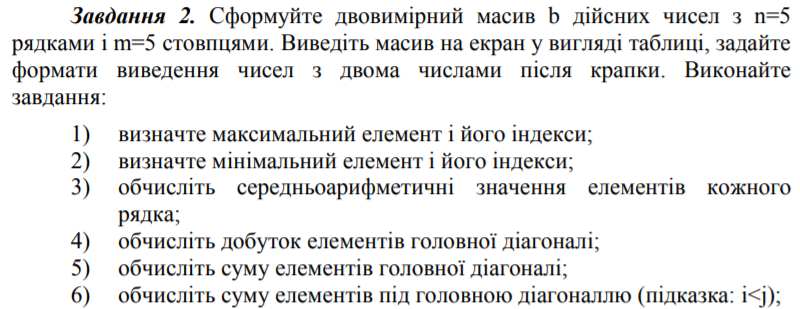 Завдання 2. Сформуйте двовимірний масив b дійсних чисел з n=5
рядками і m=5 стовпцями. Виведіть масив на екран у вигляді таблиці, задайте
формати виведення чисел з двома числами після крапки. Виконайте
завдання:
1) визначте максимальний елемент і його індекси;
2) визначте мінімальний елемент і його індекси;
3) обчисліть середньоарифметичні значення елементів кожного
рядка;
4) обчисліть добуток елементів головної діагоналі;
5) обчисліть суму елементів головної діагоналі;
6) обчисліть суму елементів під головною діагоналлю (підказка: i<j);